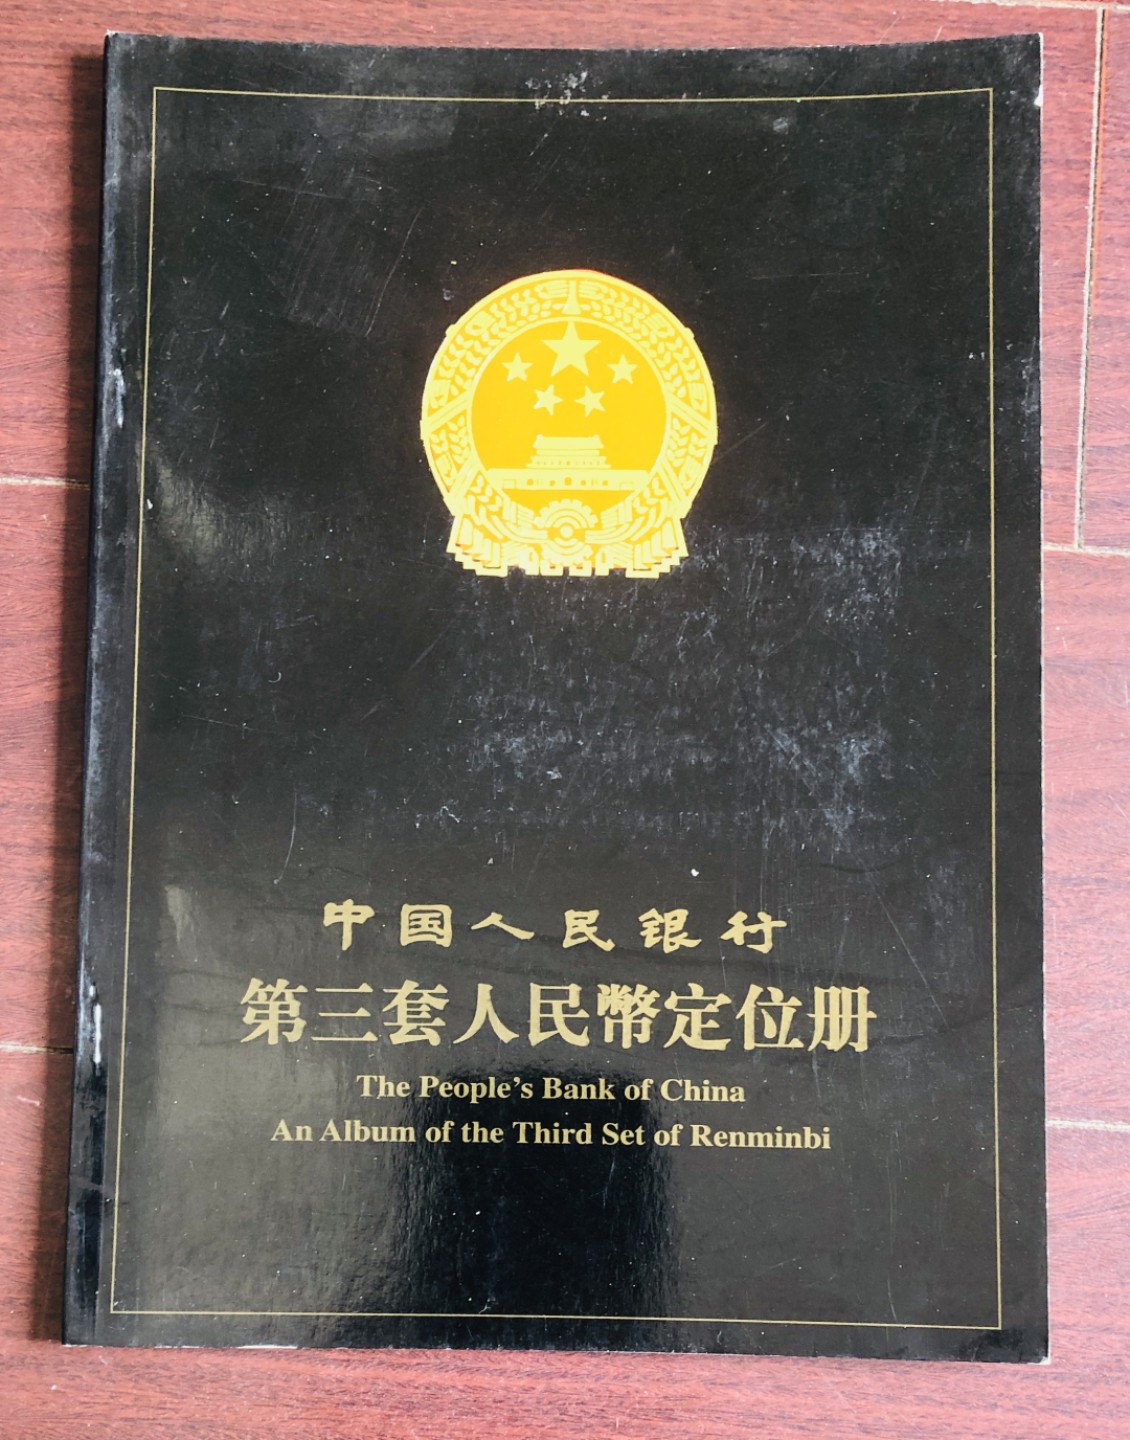 中国人民银行
第三套人民幣定位册
The People's Bank of China
An Album of the Third Set of Renminbi